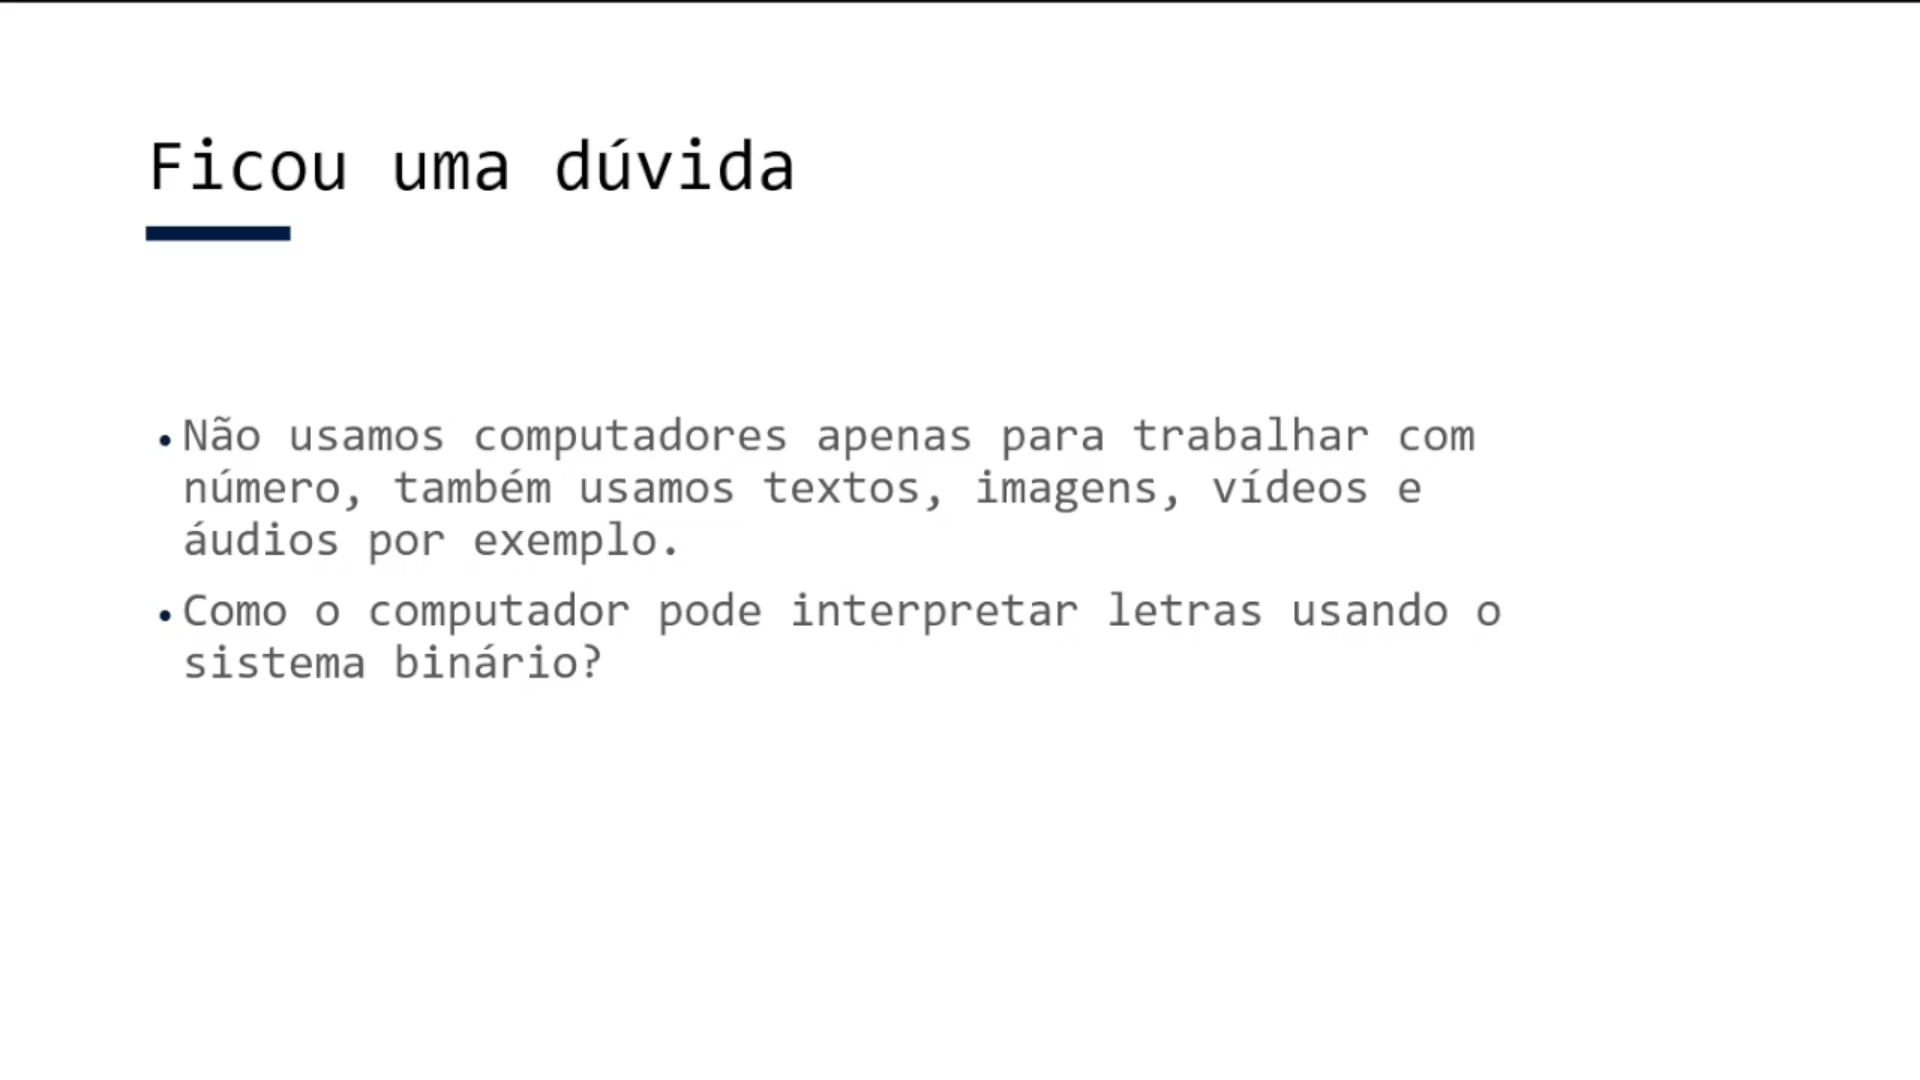 Ficou uma dúvida
• Não usamos computadores apenas para trabalhar com
número, também usamos textos, imagens, vídeos e
áudios por exemplo.
• Como o computador pode interpretar letras usando o
sistema binário?